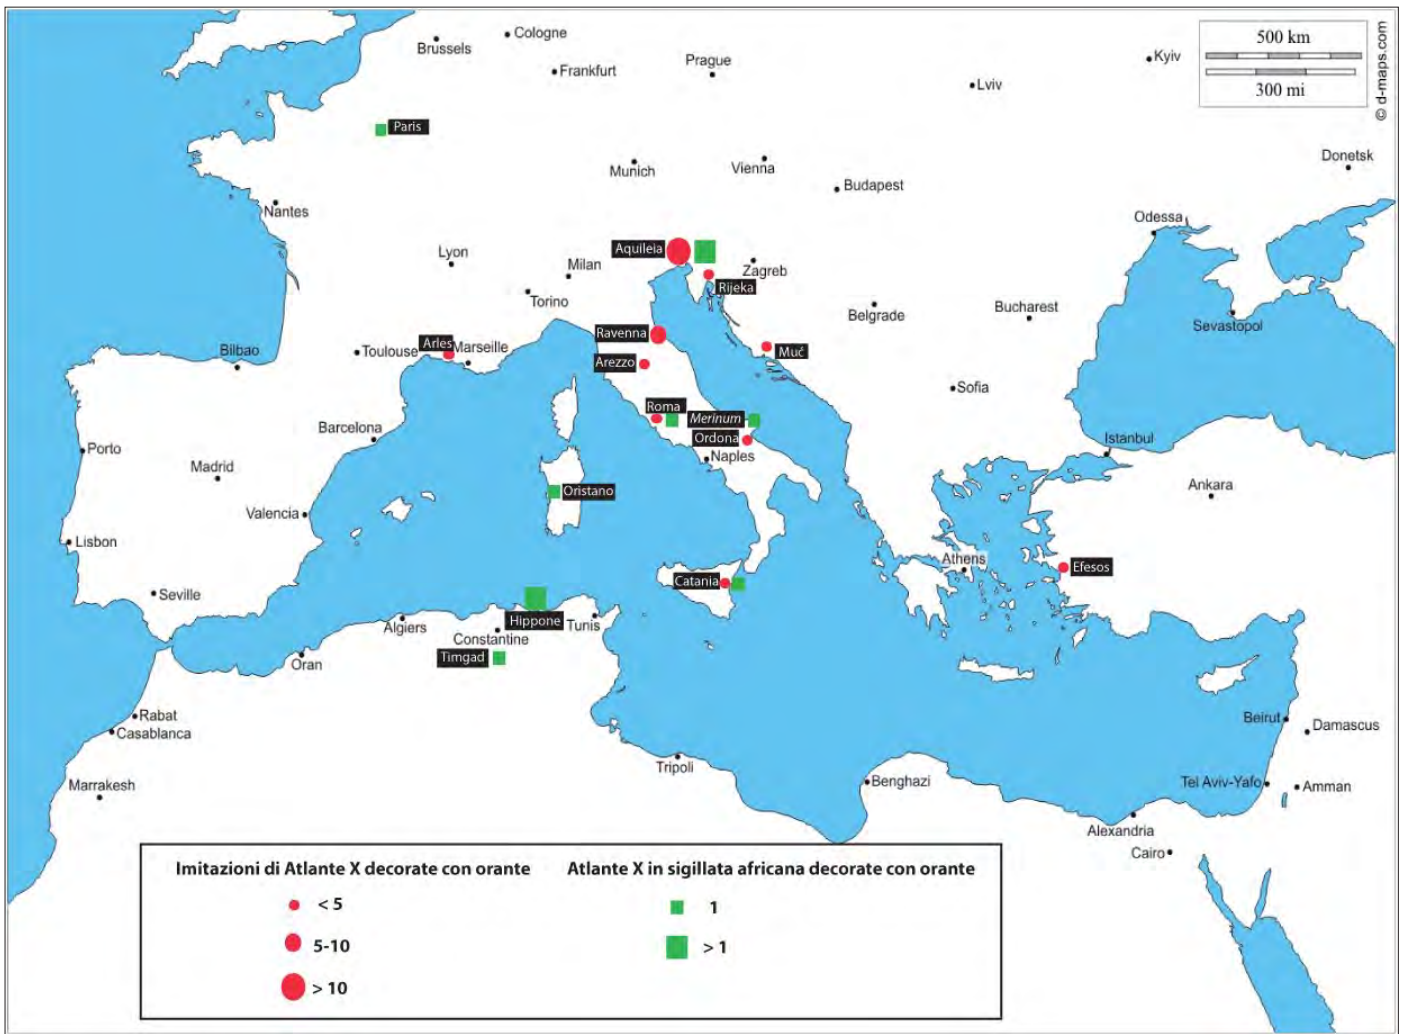 Cologne
Brussels
500 km
300 mi
© d-maps.com
Kyiv
Prague
Frankfurt
Lviv
Paris
Donetsk
Munich
Vienna
Budapest
Nantes
Odessa
Lyon
Aquileia
Milan
Zagreb
Rijeka
Torino
Belgrade
Bucharest
Sevastopol
Ravenna
Bilbao
Toulouse
Arles
Marseille
Arezzo
Muć
Sofia
Roma
Merinum
Barcelona
Ordona
Istanbul
Porto
Naples
Madrid
Ankara
Oristano
Valencia
Lisbon
Athens
Efesos
Catania
Seville
Hippone
Algiers
Tunis
Constantine
Timgad
Oran
Rabat
Casablanca
Beirut
Damascus
Tripoli
Marrakesh
Benghazi
Tel Aviv-Yafo
Amman
Alexandria
Cairo
Imitazioni di Atlante X decorate con orante
< 5
5-10
> 10
Atlante X in sigillata africana decorate con orante
1
> 1